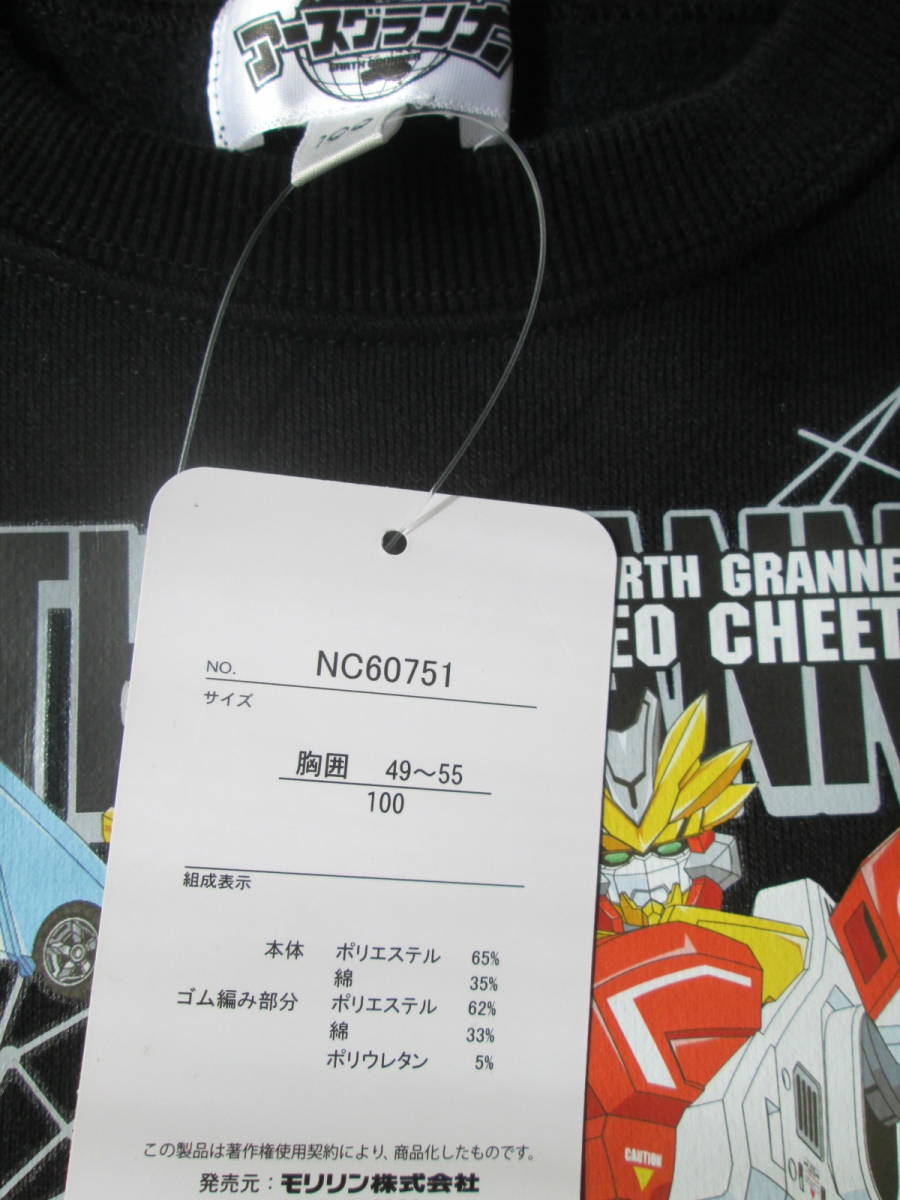 アースグランナー
EARTH GRANNER
100
RTH GRANNE
EO CHEET
NO. NC60751
サイズ
胸囲 49～55
100
組成表示
本体 ポリエステル 65%
綿 35%
ゴム編み部分 ポリエステル 62%
綿 33%
ポリウレタン 5%
この製品は著作権使用契約により、商品化したものです。
発売元：モリリン株式会社
CAUTION